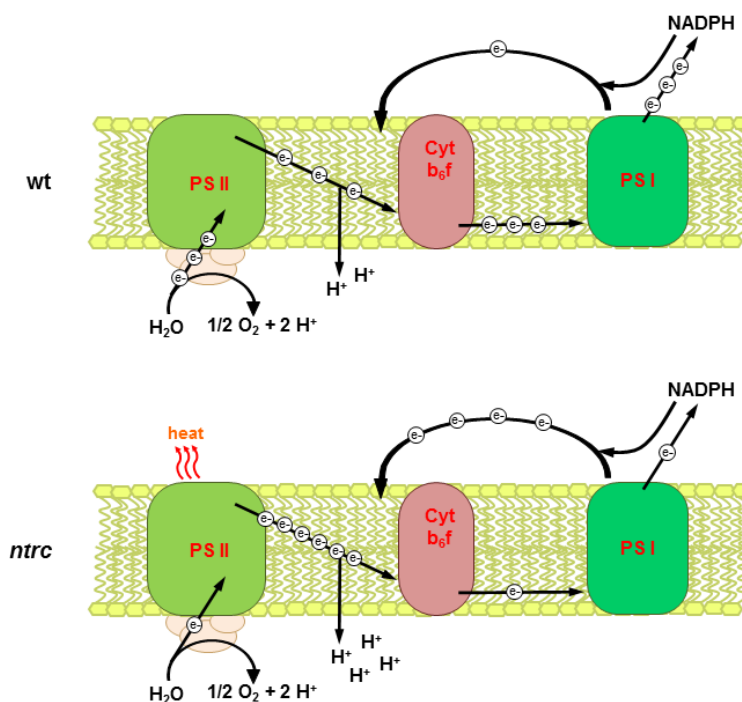 NADPH
e-
e- e- e-
wt
PS II
Cyt
b₆f
PS I
e- e- e-
e- e- e-
e- e- e-
H⁺ H⁺
H₂O 1/2 O₂ + 2 H⁺
NADPH
heat
e- e- e- e-
e-
ntrc
PS II
Cyt
b₆f
PS I
e- e- e- e- e- e-
e-
e-
H⁺ H⁺
H⁺ H⁺
H₂O 1/2 O₂ + 2 H⁺